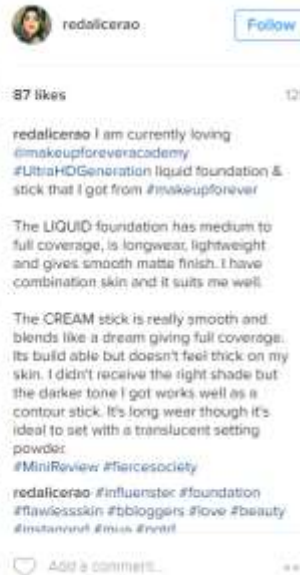 redalicerao
Follow
87 likes
redalicerao I am currently loving
@makeupforeveracademy
#UltraHDGeneration liquid foundation &
stick that I got from #makeupforever
The LIQUID foundation has medium to
full coverage, is longwear, lightweight
and gives smooth matte finish. I have
combination skin and it suits me well.
The CREAM stick is really smooth and
blends like a dream giving full coverage.
Its build able but doesn't feel thick on my
skin. I didn't receive the right shade but
the darker tone I got works well as a
contour stick. It's long wear though it's
ideal to set with a translucent setting
powder.
#MiniReview #fiercesociety
redalicerao #influenster #foundation
#flawlessskin #bbloggers #love #beauty
#instagood #mua #potd
Add a comment...